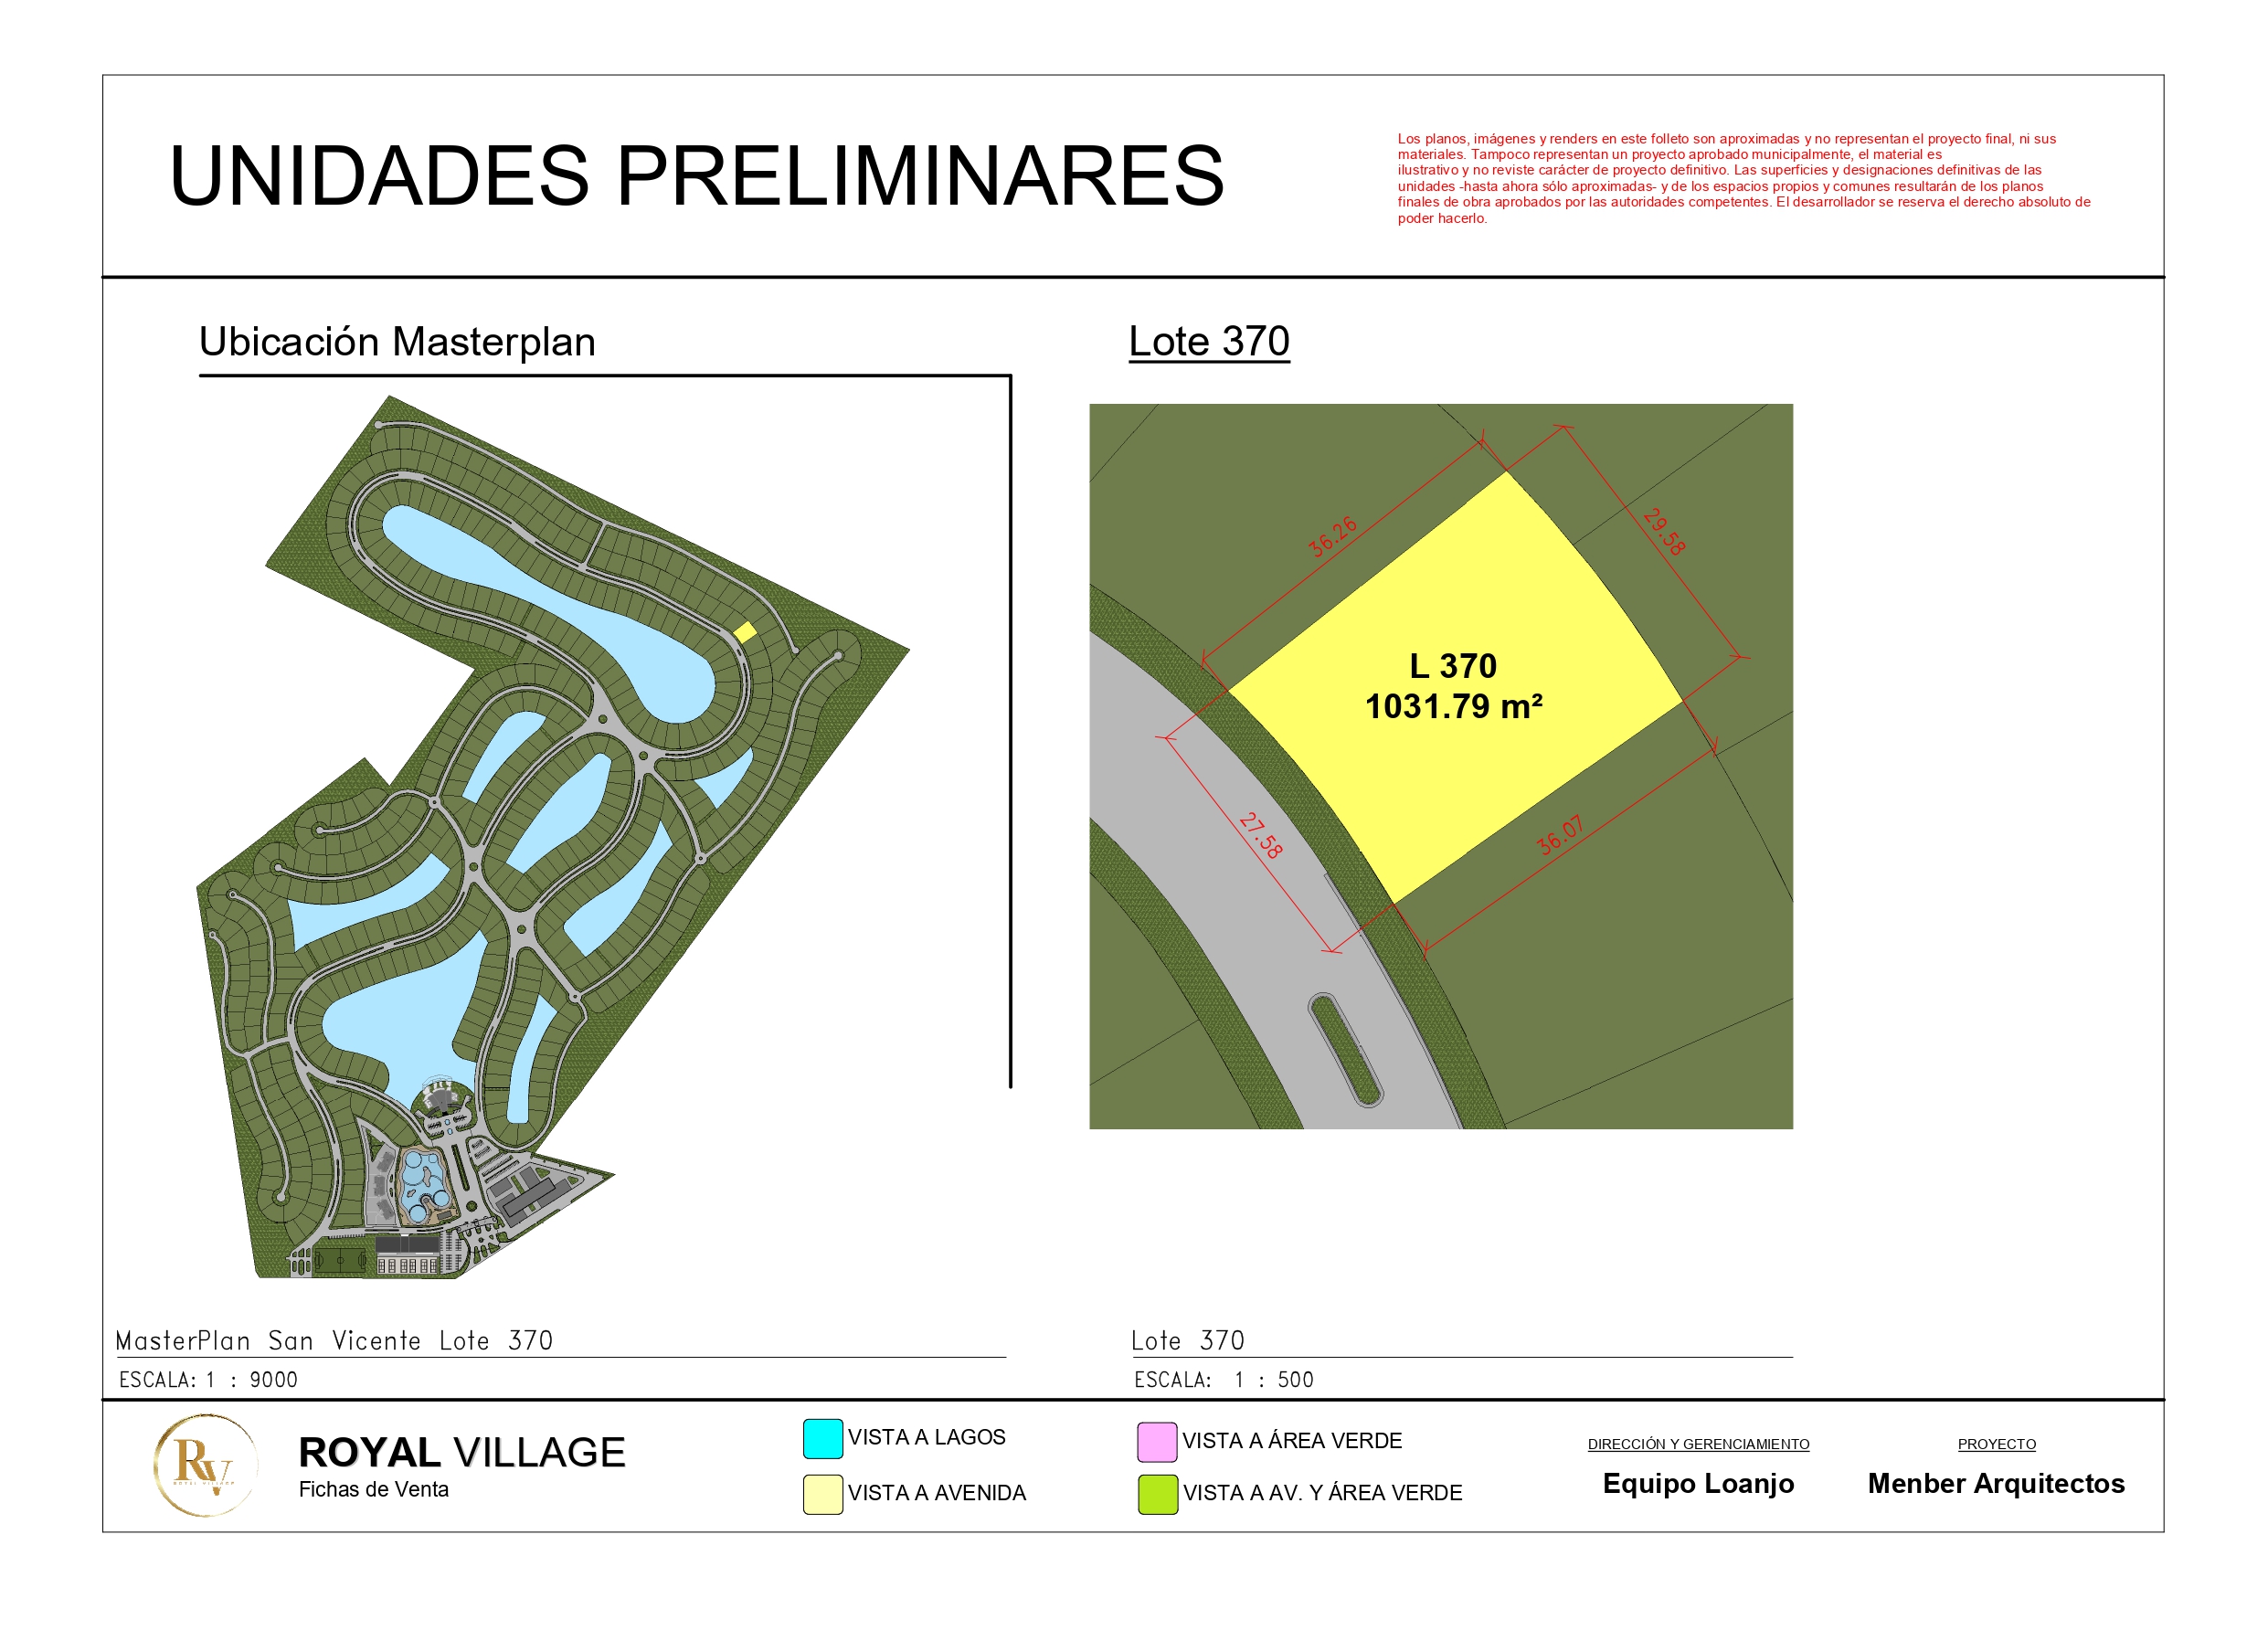 UNIDADES PRELIMINARES
Los planos, imágenes y renders en este folleto son aproximadas y no representan el proyecto final, ni sus
materiales. Tampoco representan un proyecto aprobado municipalmente, el material es
ilustrativo y no reviste carácter de proyecto definitivo. Las superficies y designaciones definitivas de las
unidades -hasta ahora sólo aproximadas- y de los espacios propios y comunes resultarán de los planos
finales de obra aprobados por las autoridades competentes. El desarrollador se reserva el derecho absoluto de
poder hacerlo.
Ubicación Masterplan
Lote 370
36.26
29.58
L 370
1031.79 m²
27.58
36.07
MasterPlan San Vicente Lote 370
ESCALA: 1 : 9000
Lote 370
ESCALA: 1 : 500
RV
ROYAL VILLAGE
ROYAL VILLAGE
Fichas de Venta
VISTA A LAGOS
VISTA A AVENIDA
VISTA A ÁREA VERDE
VISTA A AV. Y ÁREA VERDE
DIRECCIÓN Y GERENCIAMIENTO
Equipo Loanjo
PROYECTO
Menber Arquitectos